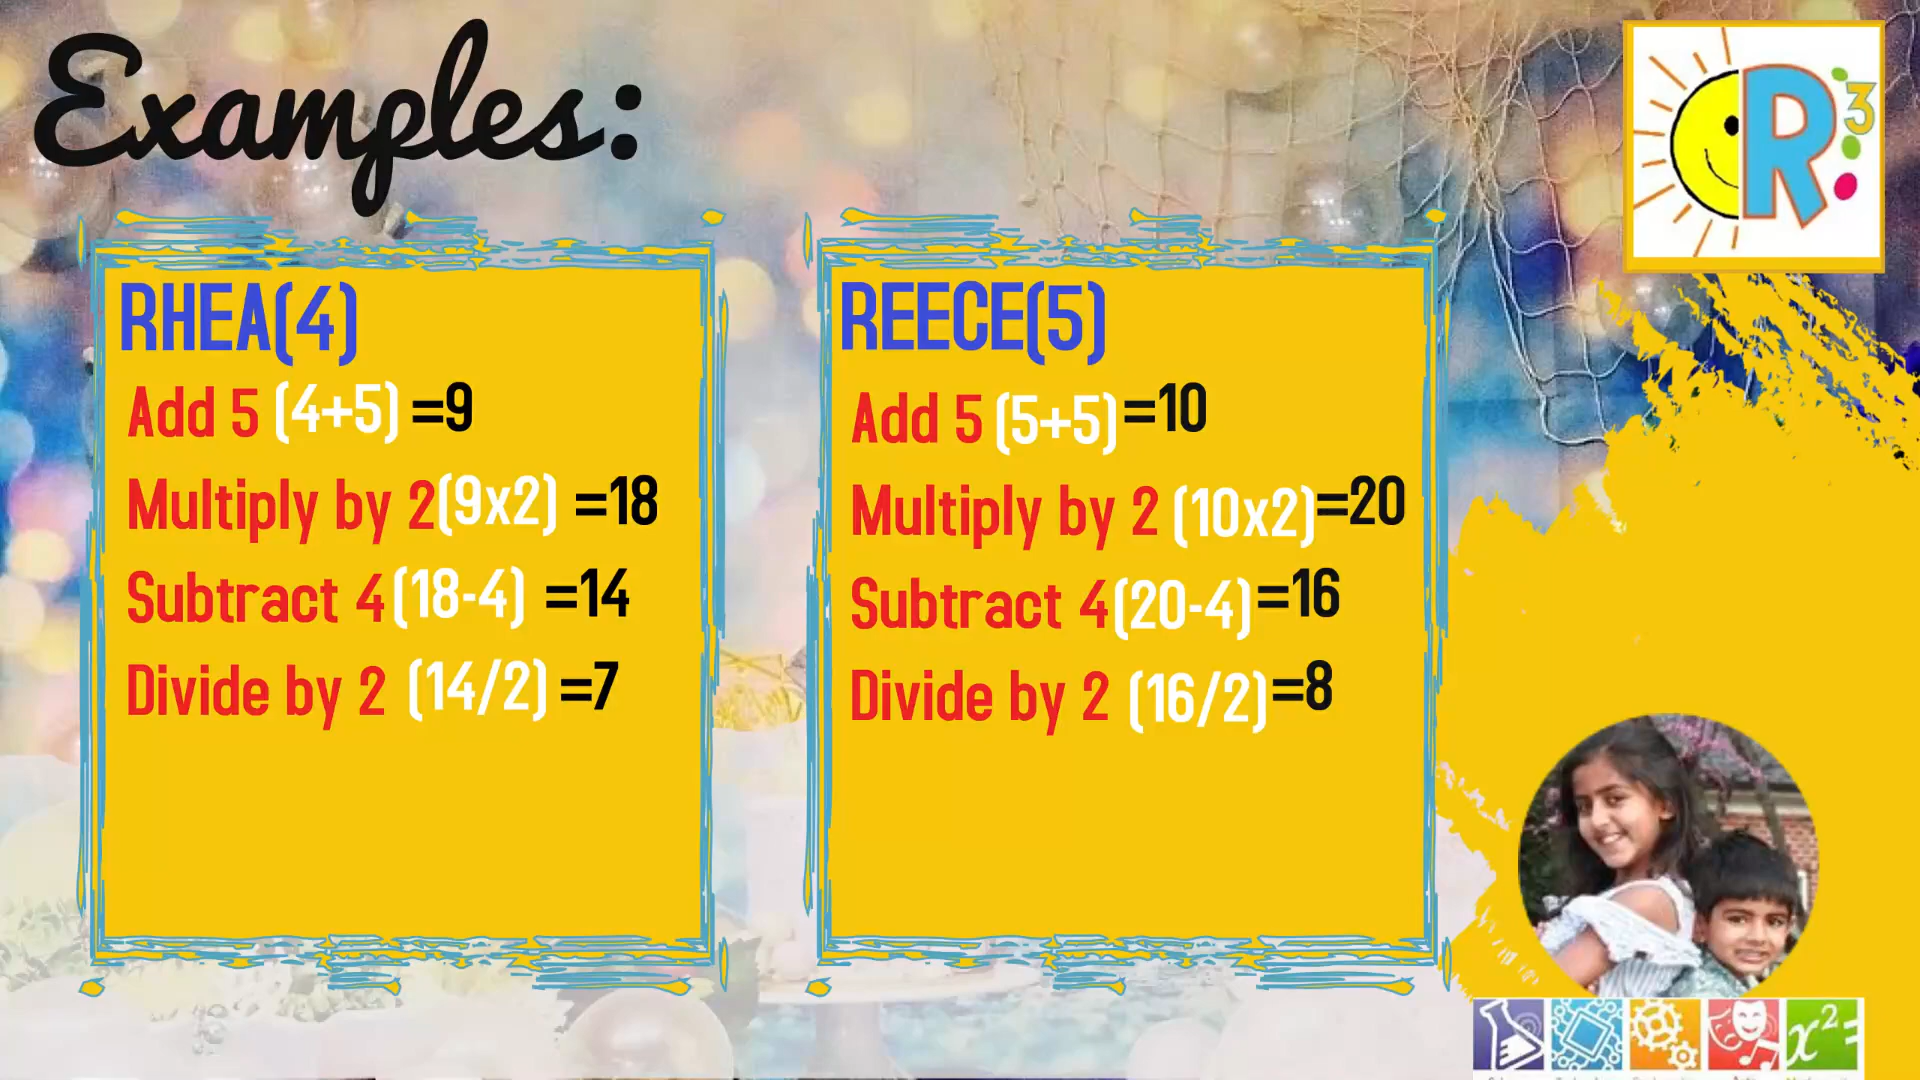 Examples:
R3
RHEA(4)
Add 5 (4+5) =9
Multiply by 2(9x2) =18
Subtract 4(18-4) =14
Divide by 2 (14/2) =7
REECE(5)
Add 5 (5+5)=10
Multiply by 2 (10x2)=20
Subtract 4(20-4)=16
Divide by 2 (16/2)=8
x²=